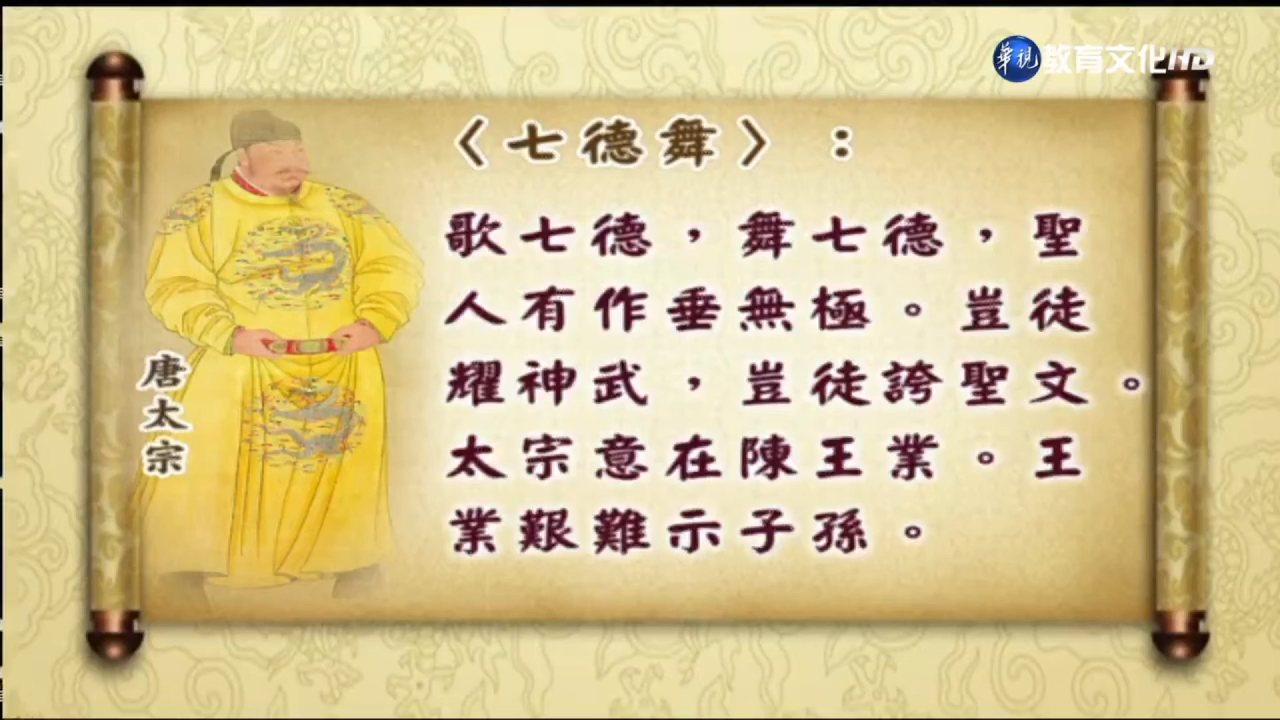 華視教育文化HD
〈七德舞〉：
歌七德，舞七德，聖
人有作垂無極。豈徒
耀神武，豈徒誇聖文。
太宗意在陳王業。王
業艱難示子孫。
唐太宗